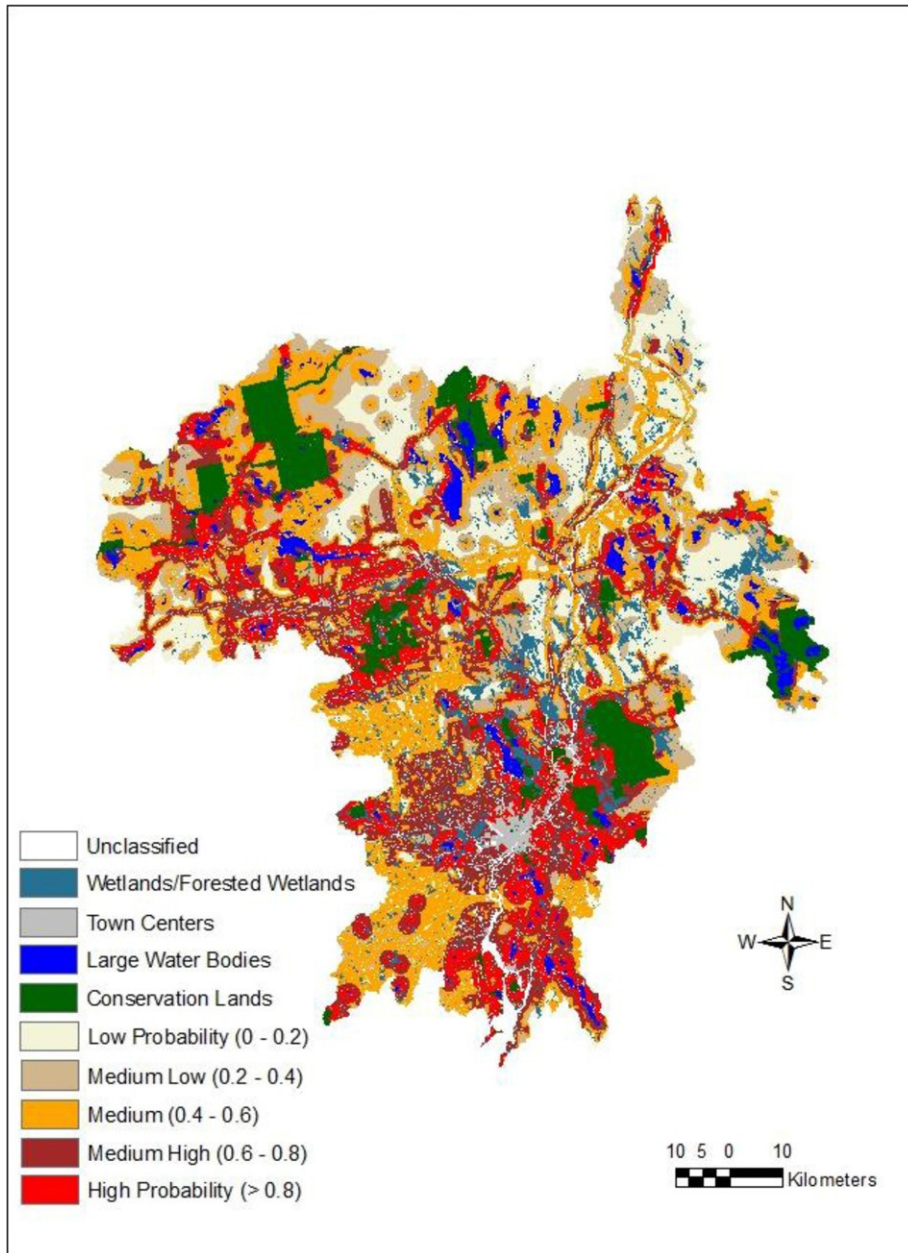 Unclassified
Wetlands/Forested Wetlands
Town Centers
Large Water Bodies
Conservation Lands
Low Probability (0 - 0.2)
Medium Low (0.2 - 0.4)
Medium (0.4 - 0.6)
Medium High (0.6 - 0.8)
High Probability (> 0.8)
N
W E
S
10 5 0 10
Kilometers